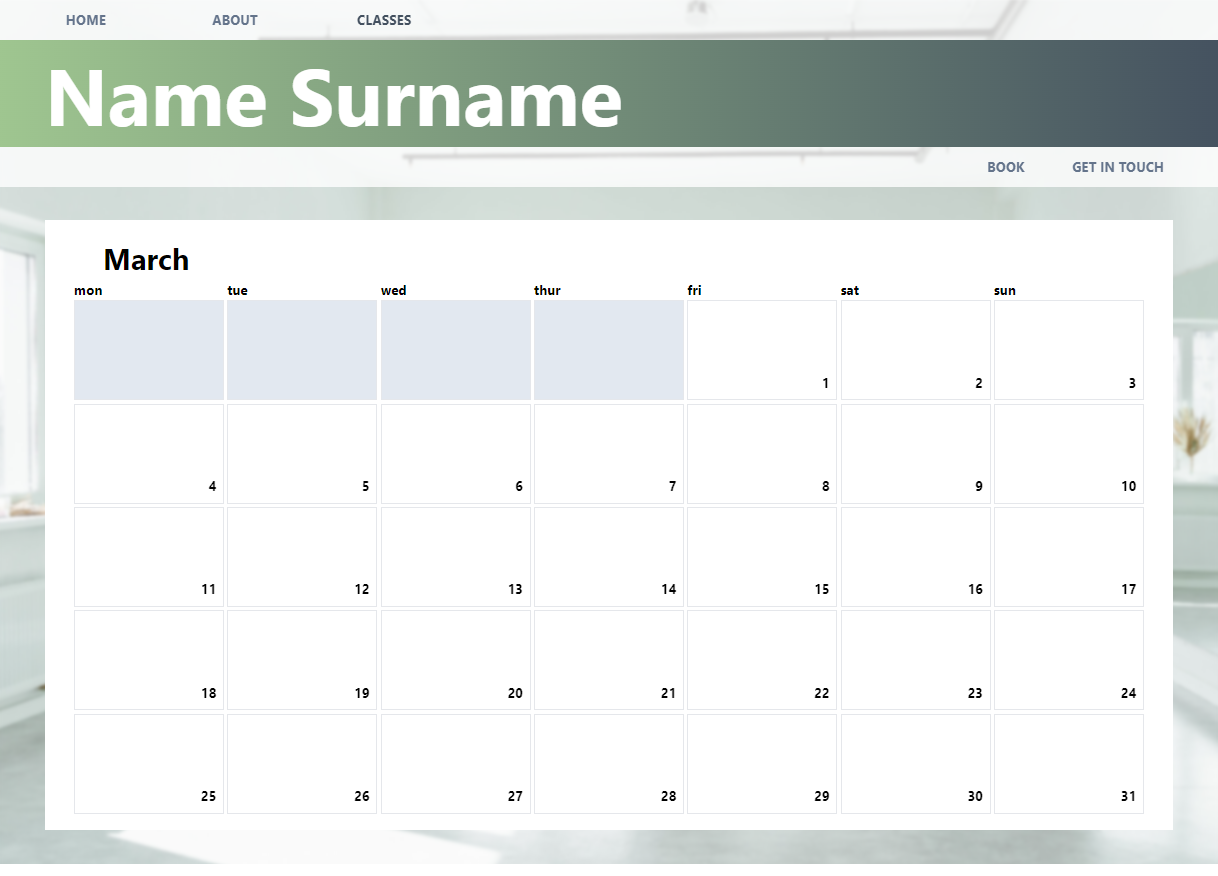 HOME ABOUT CLASSES
Name Surname
BOOK GET IN TOUCH
March
mon tue wed thur fri sat sun
1 2 3
4 5 6 7 8 9 10
11 12 13 14 15 16 17
18 19 20 21 22 23 24
25 26 27 28 29 30 31